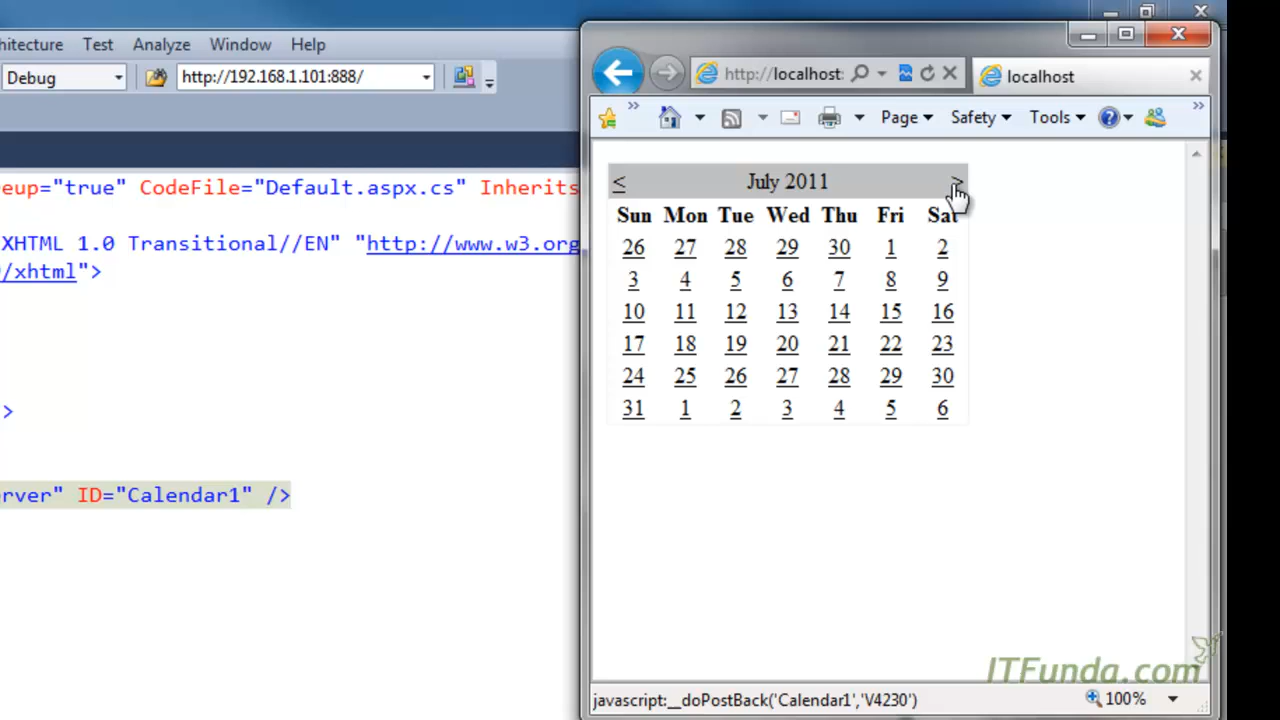 hitecture Test Analyze Window Help
Debug http://192.168.1.101:888/
http://localhost: localhost
Page Safety Tools
eup="true" CodeFile="Default.aspx.cs" Inherits
XHTML 1.0 Transitional//EN" "http://www.w3.org
/xhtml">
>
erver" ID="Calendar1" />
< July 2011 >
Sun Mon Tue Wed Thu Fri Sat
26 27 28 29 30 1 2
3 4 5 6 7 8 9
10 11 12 13 14 15 16
17 18 19 20 21 22 23
24 25 26 27 28 29 30
31 1 2 3 4 5 6
ITFunda.com
javascript:__doPostBack('Calendar1','V4230') 100%